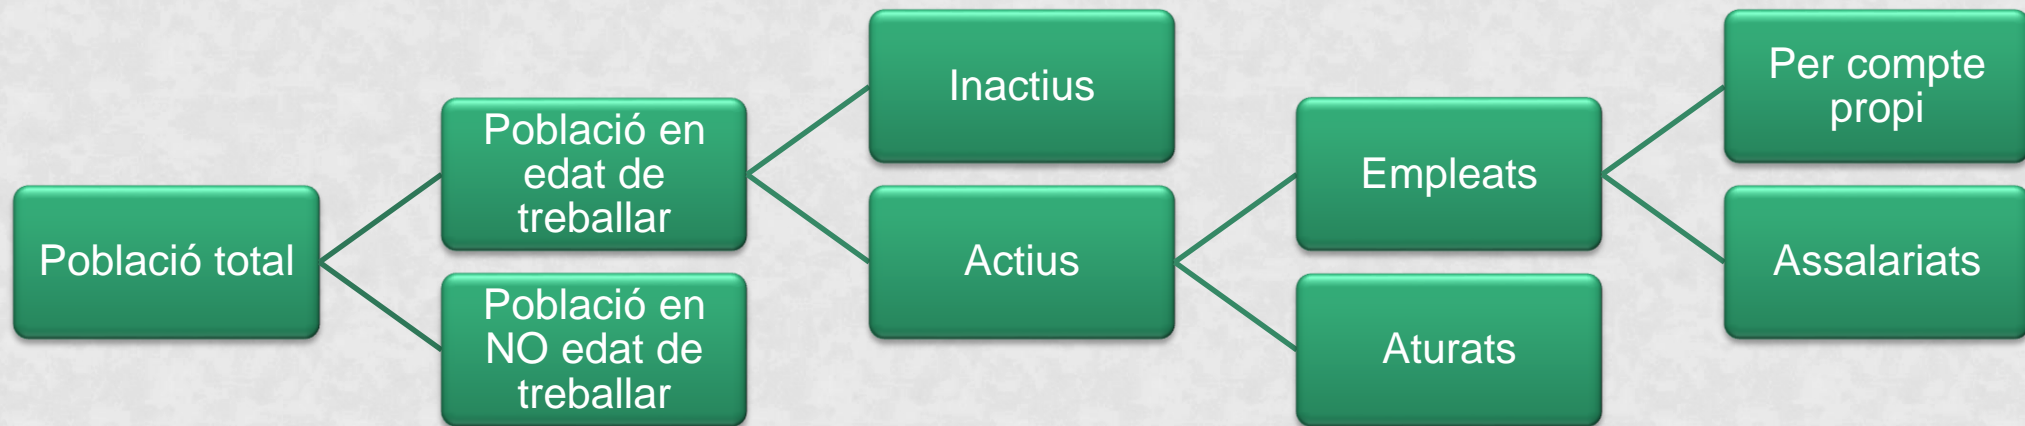 Població total
Població en
edat de
treballar
Població en
NO edat de
treballar
Inactius
Actius
Empleats
Aturats
Per compte
propi
Assalariats